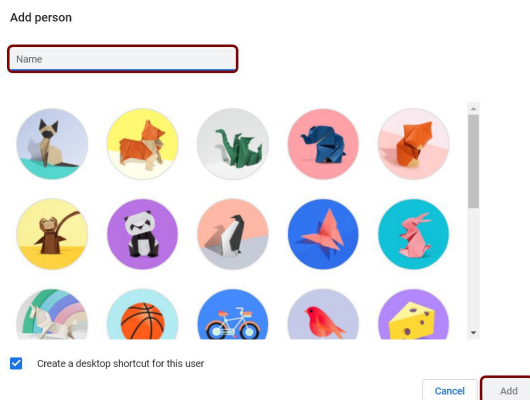 Add person
Name
Create a desktop shortcut for this user
Cancel
Add